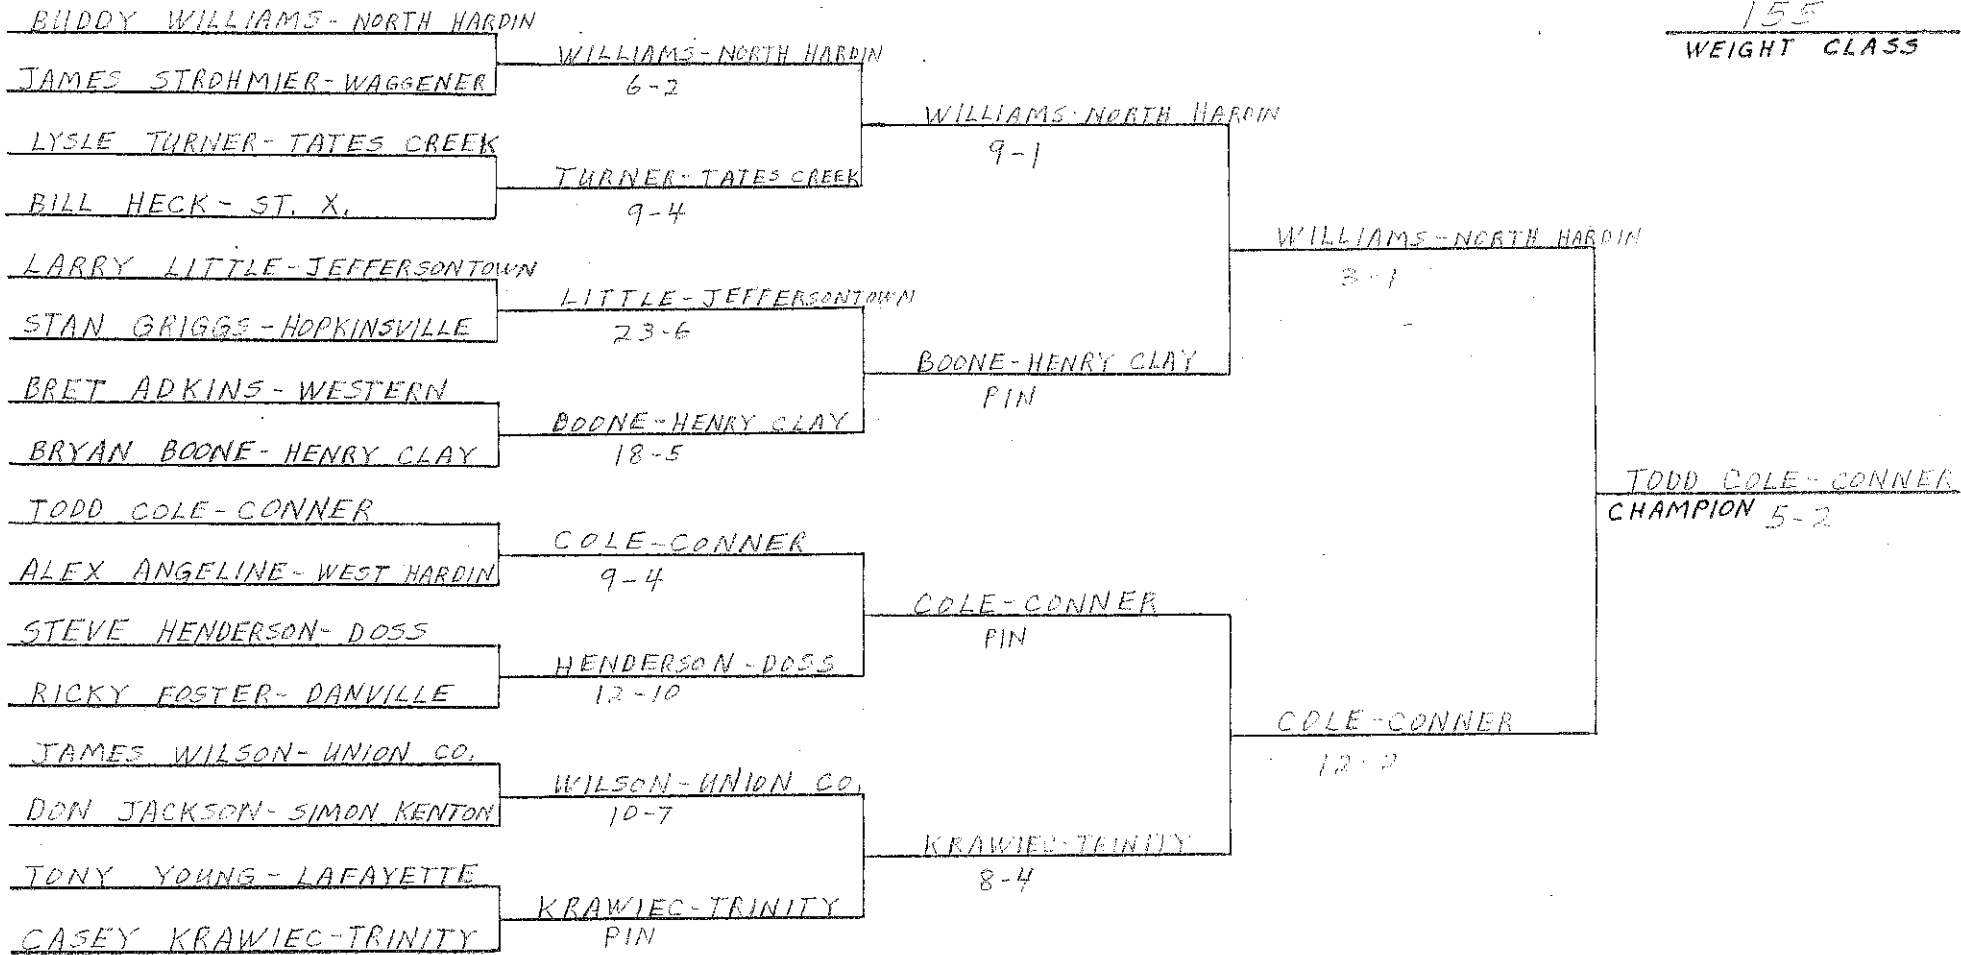 155
WEIGHT CLASS
BUDDY WILLIAMS - NORTH HARDIN
JAMES STROHMIER - WAGGENER
LYSLE TURNER - TATES CREEK
BILL HECK - ST. X.
LARRY LITTLE - JEFFERSONTOWN
STAN GRIGGS - HOPKINSVILLE
BRET ADKINS - WESTERN
BRYAN BOONE - HENRY CLAY
TODD COLE - CONNER
ALEX ANGELINE - WEST HARDIN
STEVE HENDERSON - DOSS
RICKY FOSTER - DANVILLE
JAMES WILSON - UNION CO.
DON JACKSON - SIMON KENTON
TONY YOUNG - LAFAYETTE
CASEY KRAWIEC - TRINITY
WILLIAMS - NORTH HARDIN
6-2
TURNER - TATES CREEK
9-4
LITTLE - JEFFERSONTOWN
23-6
BOONE - HENRY CLAY
18-5
COLE - CONNER
9-4
HENDERSON - DOSS
12-10
WILSON - UNION CO.
10-7
KRAWIEC - TRINITY
PIN
WILLIAMS - NORTH HARDIN
9-1
BOONE - HENRY CLAY
PIN
COLE - CONNER
PIN
KRAWIEC - TRINITY
8-4
WILLIAMS - NORTH HARDIN
3-1
COLE - CONNER
TODD COLE - CONNER
CHAMPION 5-2